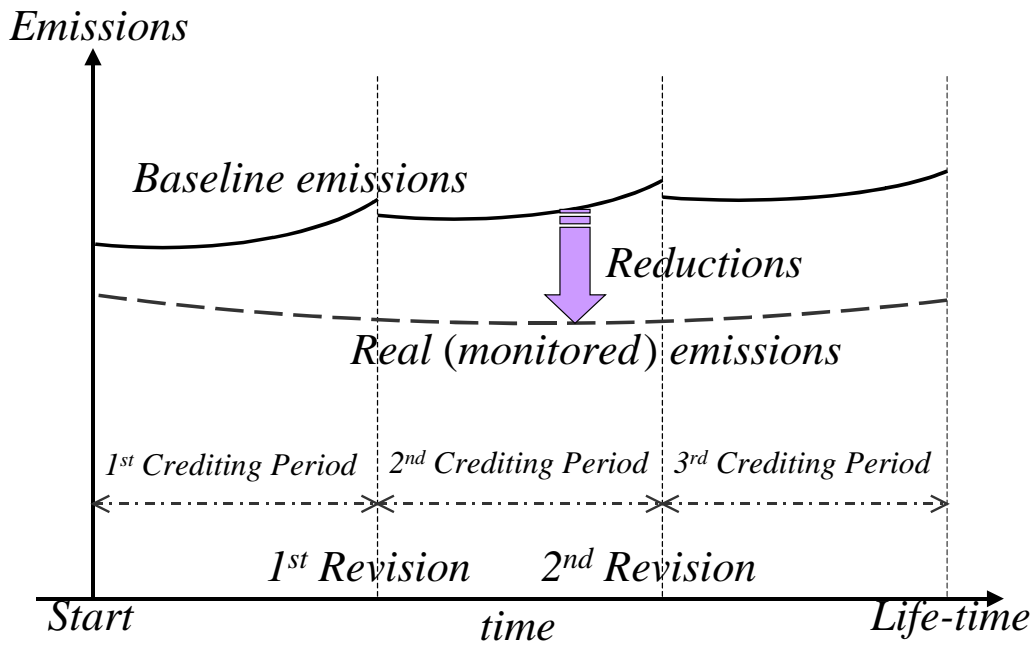 Emissions
Baseline emissions
Reductions
Real (monitored) emissions
1st Crediting Period
2nd Crediting Period
3rd Crediting Period
1st Revision
2nd Revision
Start
time
Life-time